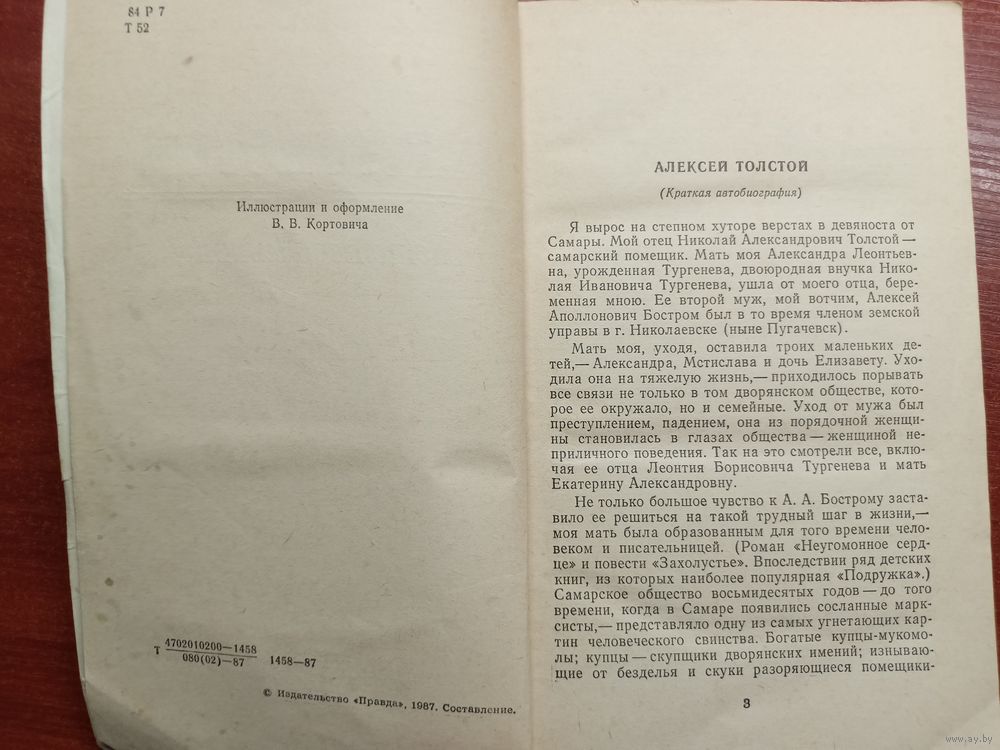 84 Р 7
Т 52
Иллюстрации и оформление
В. В. Кортовича
Т 4702010200—1458
080(02)—87
1458—87
© Издательство «Правда», 1987. Составление.
АЛЕКСЕЙ ТОЛСТОЙ
(Краткая автобиография)
Я вырос на степном хуторе верстах в девяноста от
Самары. Мой отец Николай Александрович Толстой —
самарский помещик. Мать моя Александра Леонтьев-
на, урожденная Тургенева, двоюродная внучка Нико-
лая Ивановича Тургенева, ушла от моего отца, бере-
менная мною. Ее второй муж, мой вотчим, Алексей
Аполлонович Бостром был в то время членом земской
управы в г. Николаевске (ныне Пугачевск).
Мать моя, уходя, оставила троих маленьких де-
тей,— Александра, Мстислава и дочь Елизавету. Ухо-
дила она на тяжелую жизнь,— приходилось порывать
все связи не только в том дворянском обществе, кото-
рое ее окружало, но и семейные. Уход от мужа был
преступлением, падением, она из порядочной женщи-
ны становилась в глазах общества — женщиной не-
приличного поведения. Так на это смотрели все, вклю-
чая ее отца Леонтия Борисовича Тургенева и мать
Екатерину Александровну.
Не только большое чувство к А. А. Бострому заста-
вило ее решиться на такой трудный шаг в жизни,—
моя мать была образованным для того времени чело-
веком и писательницей. (Роман «Неугомонное серд-
це» и повести «Захолустье». Впоследствии ряд детских
книг, из которых наиболее популярная «Подружка».)
Самарское общество восьмидесятых годов — до того
времени, когда в Самаре появились сосланные марк-
систы,— представляло одну из самых угнетающих кар-
тин человеческого свинства. Богатые купцы-мукомо-
лы; купцы — скупщики дворянских имений; изнываю-
щие от безделья и скуки разоряющиеся помещики-
3
www.ay.by